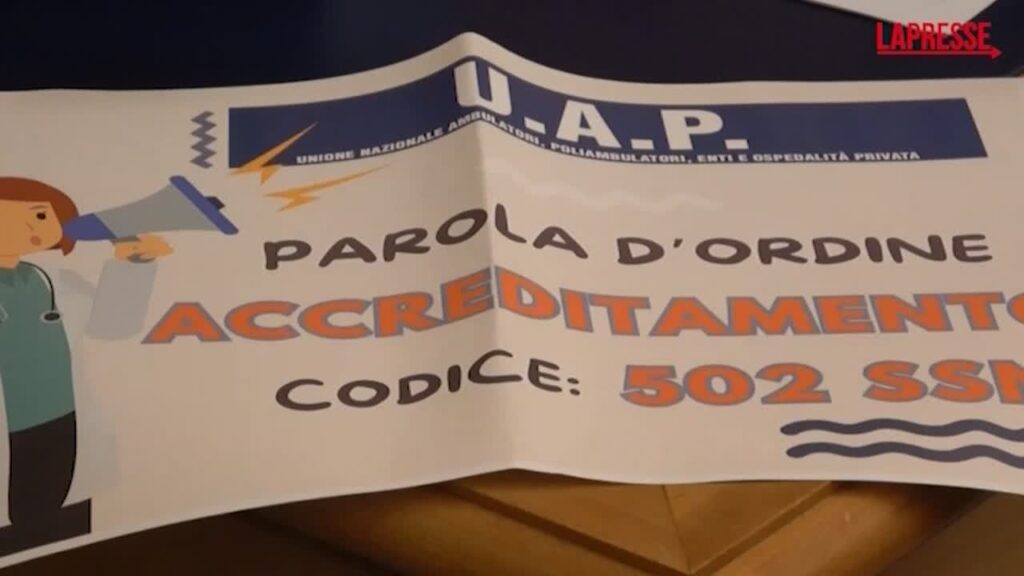 LAPRESSE
U.A.P.
UNIONE NAZIONALE AMBULATORI, POLIAMBULATORI, ENTI E OSPEDALITÀ PRIVATA
PAROLA D'ORDINE
ACCREDITAMENTO
CODICE: 502 SSN